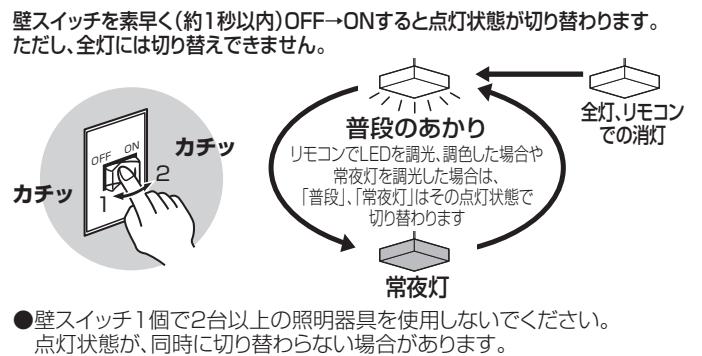 壁スイッチを素早く(約1秒以内)OFF→ONすると点灯状態が切り替わります。
ただし、全灯には切り替えできません。
OFF ON
カチッ
カチッ
1
2
普段のあかり
リモコンでLEDを調光、調色した場合や
常夜灯を調光した場合は、
「普段」、「常夜灯」はその点灯状態で
切り替わります
全灯、リモコン
での消灯
常夜灯
●壁スイッチ1個で2台以上の照明器具を使用しないでください。
点灯状態が、同時に切り替わらない場合があります。